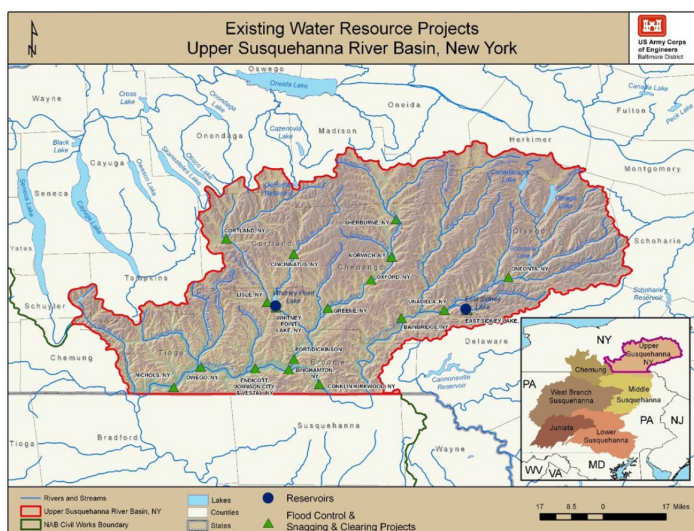 Existing Water Resource Projects
Upper Susquehanna River Basin, New York
US Army Corps
of Engineers
Baltimore District
N
Oswego
Oneida Lake
Wayne
Cross
Lake
Onondaga
Lake
Oneida
Canada Lake
Fulton
Peck Lake
Onondaga
Cazenovia
Lake
Madison
Herkimer
Black
Lake
Cayuga
Owasco Lake
Skaneateles Lake
Otisco Lake
Montgomery
Seneca
Seneca Lake
Cayuga Lake
DeRuyter
Reservoir
Canadarago
Lake
Otsego
Lake
Yates
SHERBURNE, NY
Otsego
CORTLAND, NY
Cortland
Schoharie
CINCINNATUS, NY
NORWICH, NY
Chenango
Tompkins
OXFORD, NY
ONEONTA, NY
Schuyler
LISLE, NY
Whitney
Point
Lake
UNADILLA, NY
East Sidney
Lake
Schoharie
Reservoir
WHITNEY
POINT
LAKE, NY
GREENE, NY
BAINBRIDGE, NY
EAST SIDNEY LAKE, NY
Chemung
Tioga
PORT DICKINSON
Broome
Delaware
NICHOLS, NY
OWEGO, NY
ENDICOTT,
JOHNSON CITY
& VESTAL, NY
BINGHAMTON,
NY
CONKLIN KIRKWOOD, NY
Cannonsville
Reservoir
Tioga
Bradford
Susquehanna
Wayne
NY
Upper
Susquehanna
NY
Chemung
PA
West Branch
Susquehanna
Middle
Susquehanna
PA
NJ
Juniata
Lower
Susquehanna
WV
VA
MD
Rivers and Streams
Upper Susquehanna River Basin, NY
NAB Civil Works Boundary
Lakes
Counties
States
Reservoirs
Flood Control &
Snagging & Clearing Projects
17 8.5 0 17 Miles